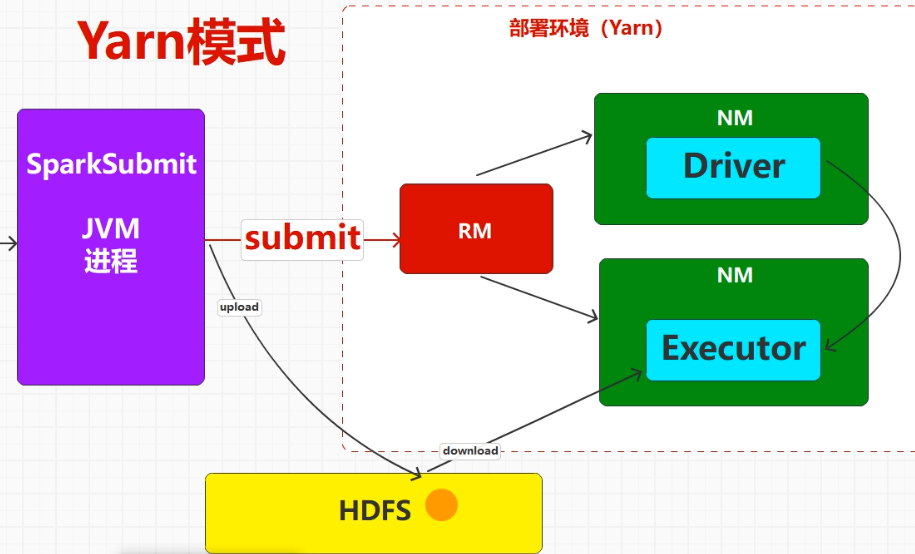 Yarn模式
部署环境（Yarn）
SparkSubmit
JVM
进程
submit
RM
NM
Driver
NM
Executor
upload
download
HDFS